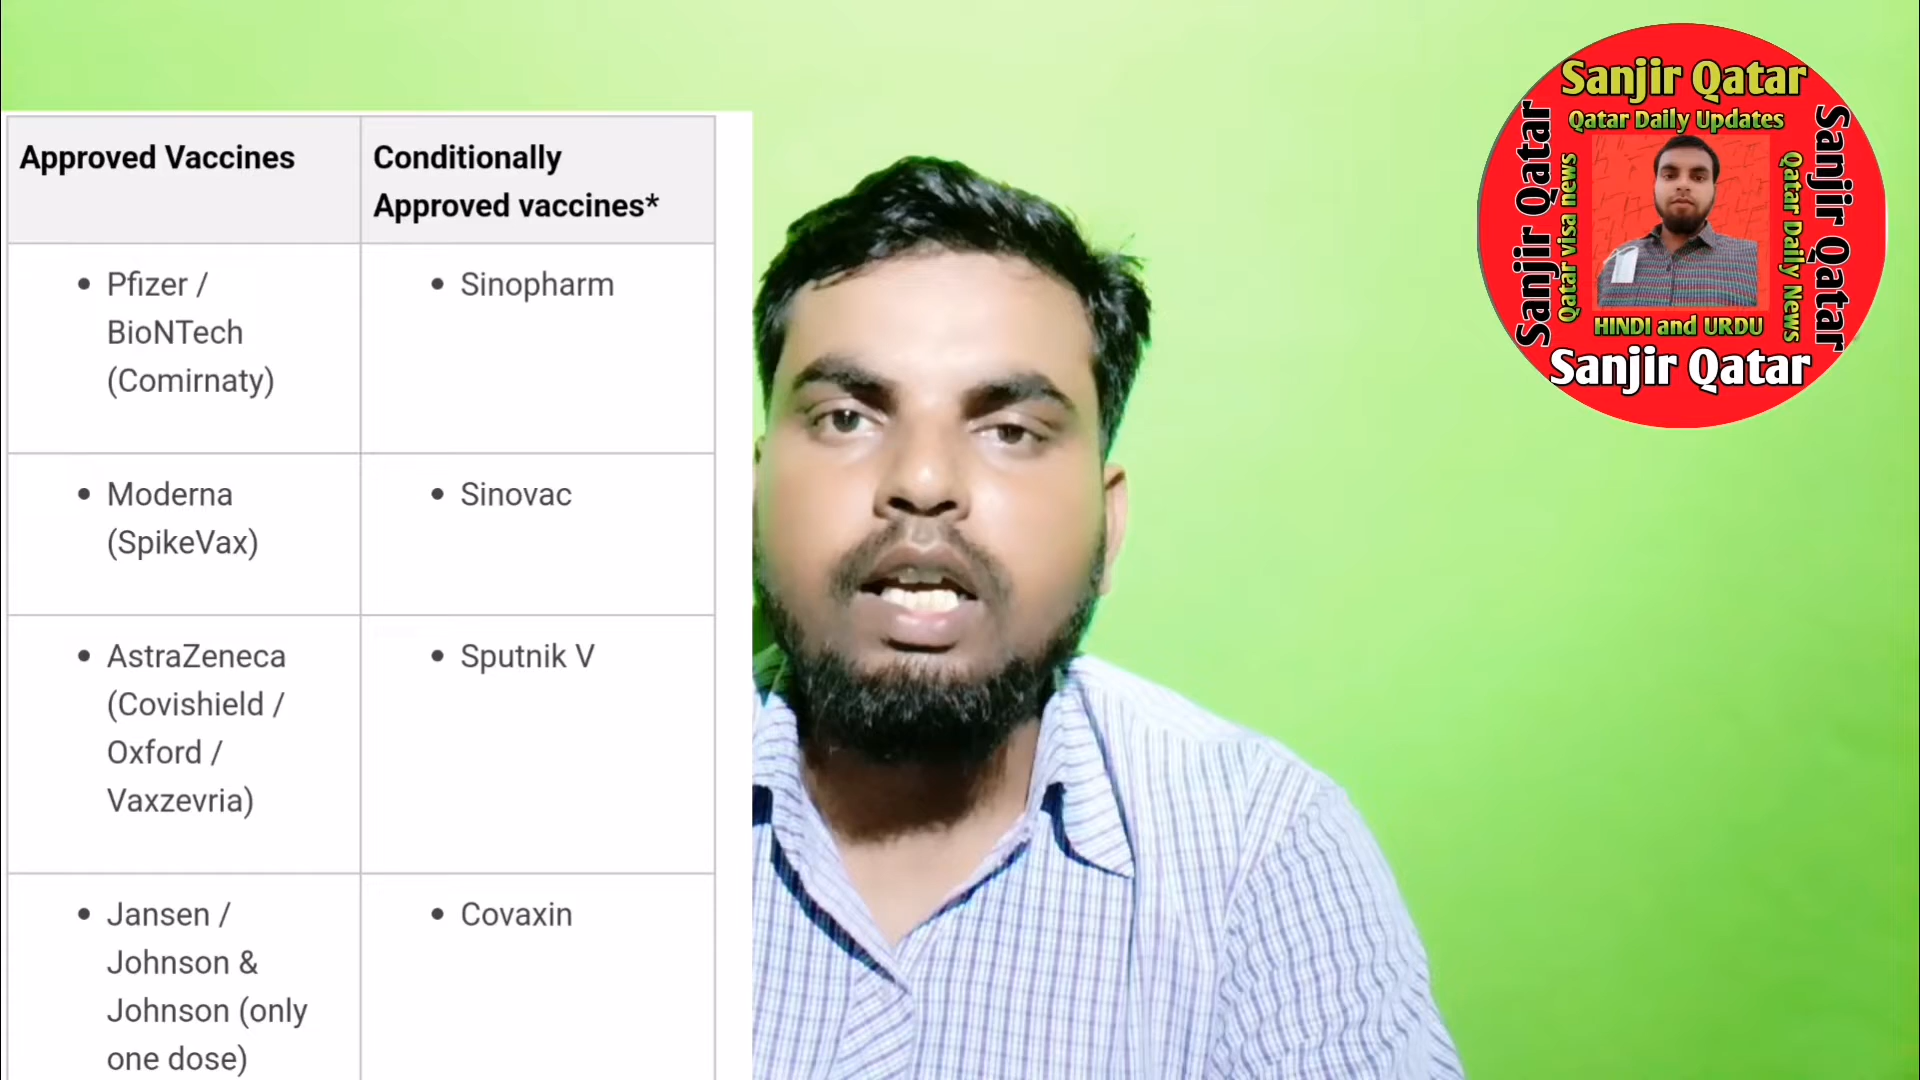 Approved Vaccines
Conditionally
Approved vaccines*
• Pfizer /
BioNTech
(Comirnaty)
• Sinopharm
• Moderna
(SpikeVax)
• Sinovac
• AstraZeneca
(Covishield /
Oxford /
Vaxzevria)
• Sputnik V
• Jansen /
Johnson &
Johnson (only
one dose)
• Covaxin
Sanjir Qatar
Qatar Daily Updates
Sanjir Qatar
Qatar visa news
Qatar Daily News
Sanjir Qatar
HINDI and URDU
Sanjir Qatar